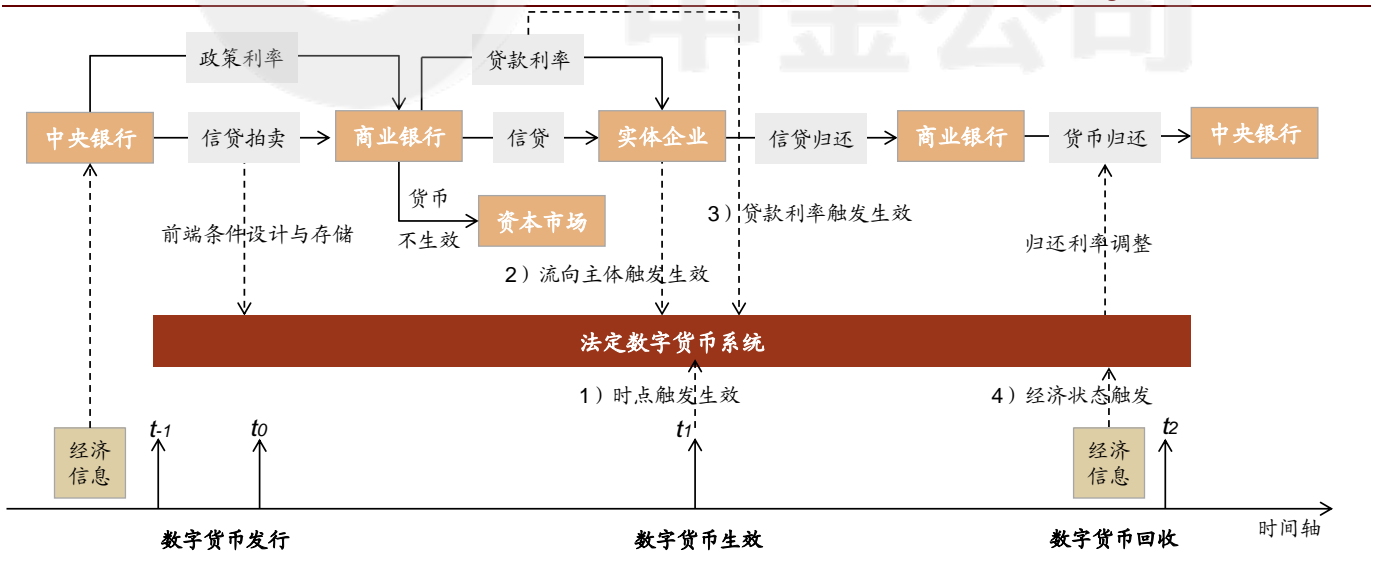 中金公司
政策利率
贷款利率
中央银行
信贷拍卖
商业银行
信贷
实体企业
信贷归还
商业银行
货币归还
中央银行
货币
不生效
资本市场
前端条件设计与存储
3）贷款利率触发生效
归还利率调整
2）流向主体触发生效
法定数字货币系统
1）时点触发生效
4）经济状态触发
经济
信息
t-1
t0
t1
经济
信息
t2
数字货币发行
数字货币生效
数字货币回收
时间轴